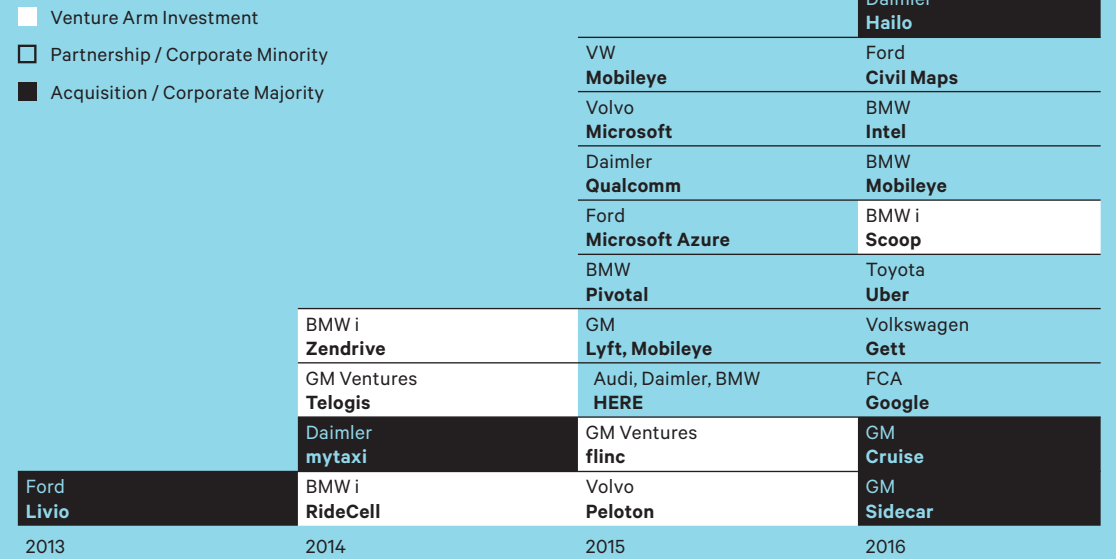 Venture Arm Investment
Partnership / Corporate Minority
Acquisition / Corporate Majority
Ford
Livio
2013
BMW i
Zendrive
GM Ventures
Telogis
Daimler
mytaxi
BMW i
RideCell
2014
VW
Mobileye
Volvo
Microsoft
Daimler
Qualcomm
Ford
Microsoft Azure
BMW
Pivotal
GM
Lyft, Mobileye
Audi, Daimler, BMW
HERE
GM Ventures
flinc
Volvo
Peloton
2015
Daimler
Hailo
Ford
Civil Maps
BMW
Intel
BMW
Mobileye
BMW i
Scoop
Toyota
Uber
Volkswagen
Gett
FCA
Google
GM
Cruise
GM
Sidecar
2016